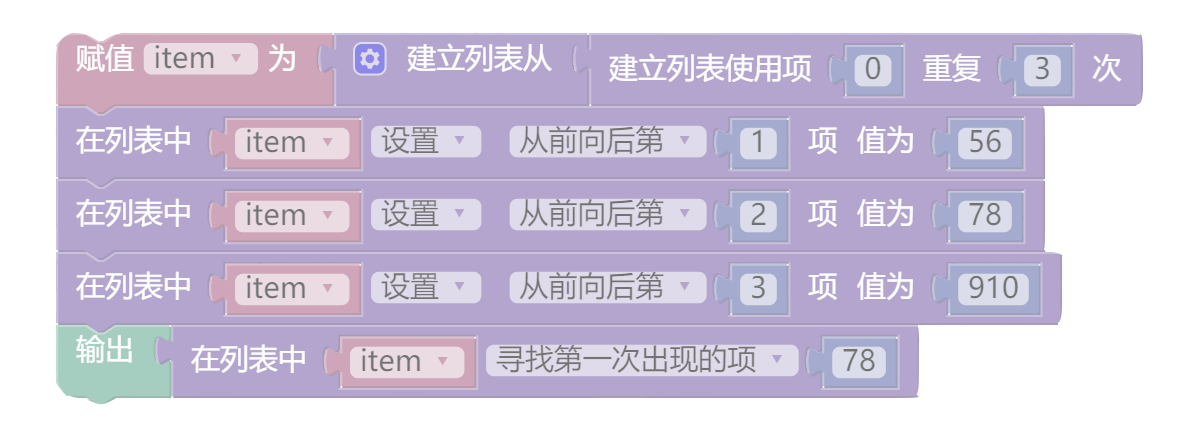 赋值 item 为 建立列表从 建立列表使用项 0 重复 3 次
在列表中 item 设置 从前向后第 1 项 值为 56
在列表中 item 设置 从前向后第 2 项 值为 78
在列表中 item 设置 从前向后第 3 项 值为 910
输出 在列表中 item 寻找第一次出现的项 78